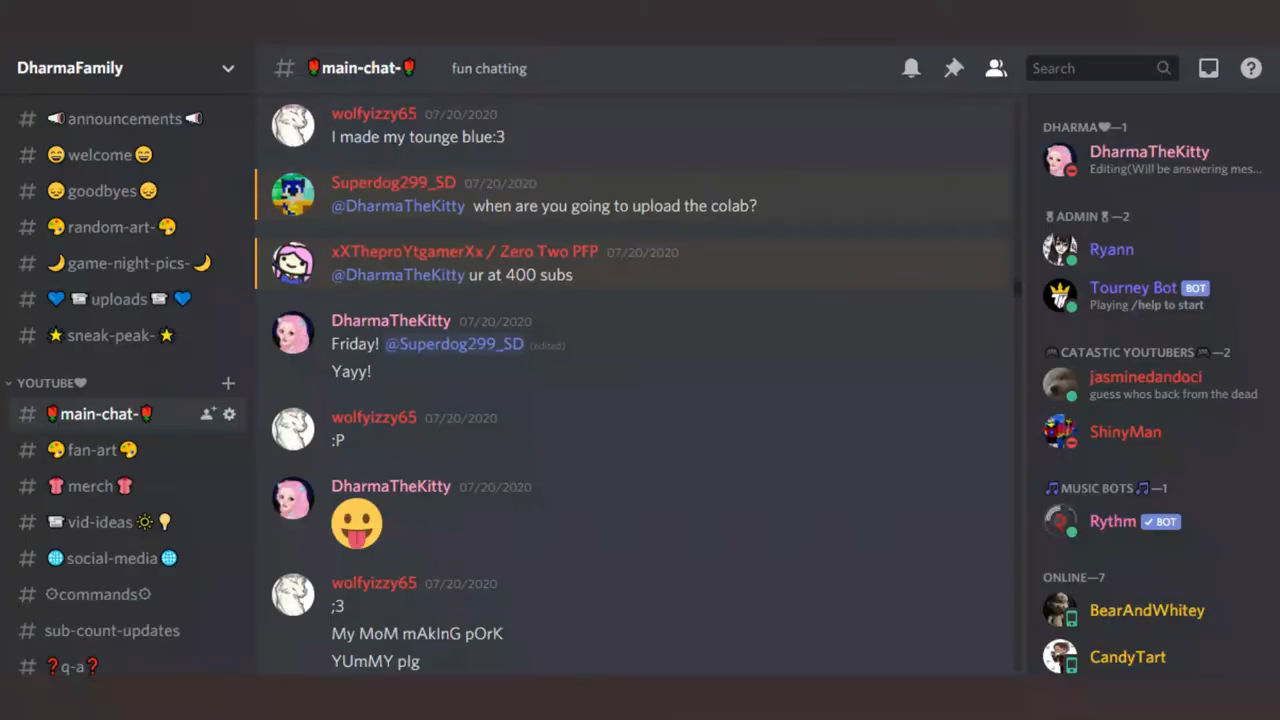 DharmaFamily
announcements
welcome
goodbyes
random-art-
game-night-pics-
uploads
sneak-peak-
YOUTUBE
main-chat-
fan-art
merch
vid-ideas
social-media
commands
sub-count-updates
q-a
main-chat-
fun chatting
Search
wolfyizzy65 07/20/2020
I made my tounge blue:3
Superdog299_SD 07/20/2020
@DharmaTheKitty when are you going to upload the colab?
xXTheproYtgamerXx / Zero Two PFP 07/20/2020
@DharmaTheKitty ur at 400 subs
DharmaTheKitty 07/20/2020
Friday! @Superdog299_SD (edited)
Yayy!
wolfyizzy65 07/20/2020
:P
DharmaTheKitty 07/20/2020
wolfyizzy65 07/20/2020
;3
My MoM mAkInG pOrK
YUmMY pIg
DHARMA🖤—1
DharmaTheKitty
Editing(Will be answering mes...
ADMIN—2
Ryann
Tourney Bot BOT
Playing /help to start
CATASTIC YOUTUBERS—2
jasminedandoci
guess whos back from the dead
ShinyMan
MUSIC BOTS—1
Rythm BOT
ONLINE—7
BearAndWhitey
CandyTart